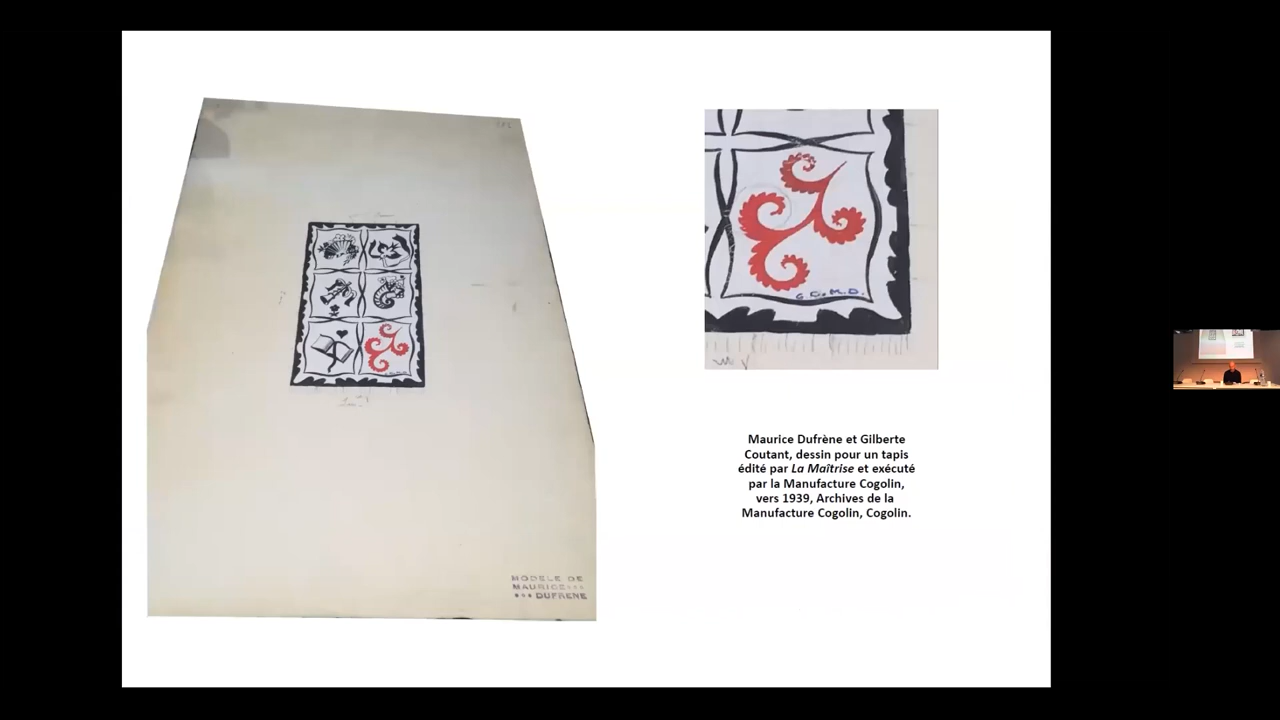 MODELE DE
MAURICE
DUFRENE
G. C. M. D.
Maurice Dufrène et Gilberte
Coutant, dessin pour un tapis
édité par La Maîtrise et exécuté
par la Manufacture Cogolin,
vers 1939, Archives de la
Manufacture Cogolin, Cogolin.